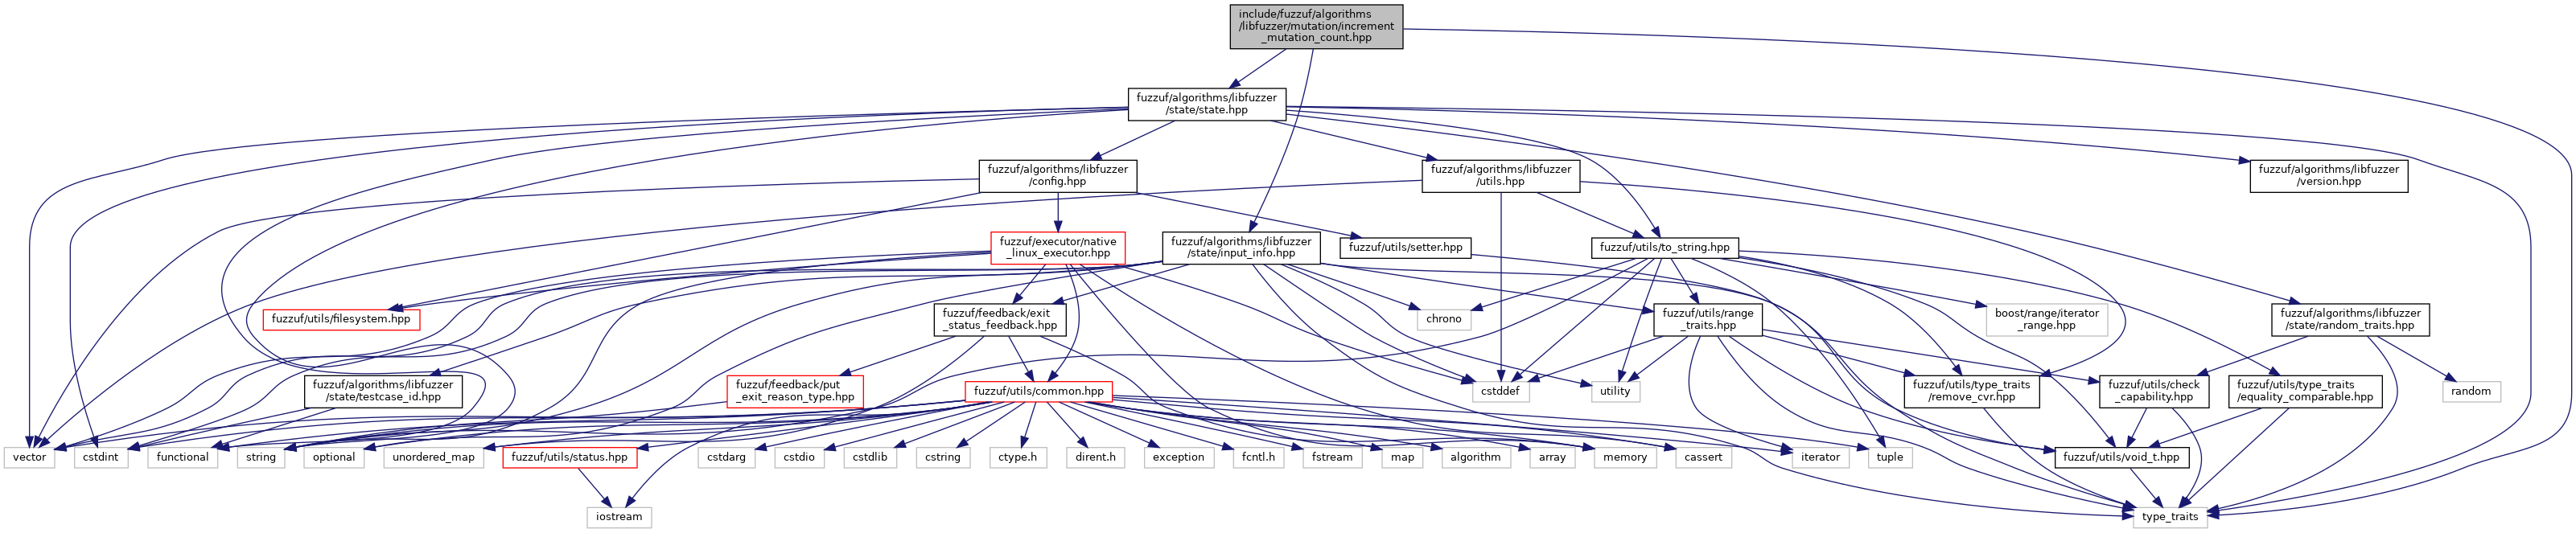 include/fuzzuf/algorithms
/libfuzzer/mutation/increment
_mutation_count.hpp
fuzzuf/algorithms/libfuzzer
/state/state.hpp
fuzzuf/algorithms/libfuzzer
/config.hpp
fuzzuf/algorithms/libfuzzer
/utils.hpp
fuzzuf/algorithms/libfuzzer
/version.hpp
fuzzuf/executor/native
_linux_executor.hpp
fuzzuf/algorithms/libfuzzer
/state/input_info.hpp
fuzzuf/utils/setter.hpp
fuzzuf/utils/to_string.hpp
fuzzuf/utils/filesystem.hpp
fuzzuf/feedback/exit
_status_feedback.hpp
chrono
fuzzuf/utils/range
_traits.hpp
boost/range/iterator
_range.hpp
fuzzuf/algorithms/libfuzzer
/state/random_traits.hpp
fuzzuf/algorithms/libfuzzer
/state/testcase_id.hpp
fuzzuf/feedback/put
_exit_reason_type.hpp
fuzzuf/utils/common.hpp
cstddef
utility
fuzzuf/utils/type_traits
/remove_cvr.hpp
fuzzuf/utils/check
_capability.hpp
fuzzuf/utils/type_traits
/equality_comparable.hpp
random
vector
cstdint
functional
string
optional
unordered_map
fuzzuf/utils/status.hpp
cstdarg
cstdio
cstdlib
cstring
ctype.h
dirent.h
exception
fcntl.h
fstream
map
algorithm
array
memory
cassert
iterator
tuple
fuzzuf/utils/void_t.hpp
iostream
type_traits